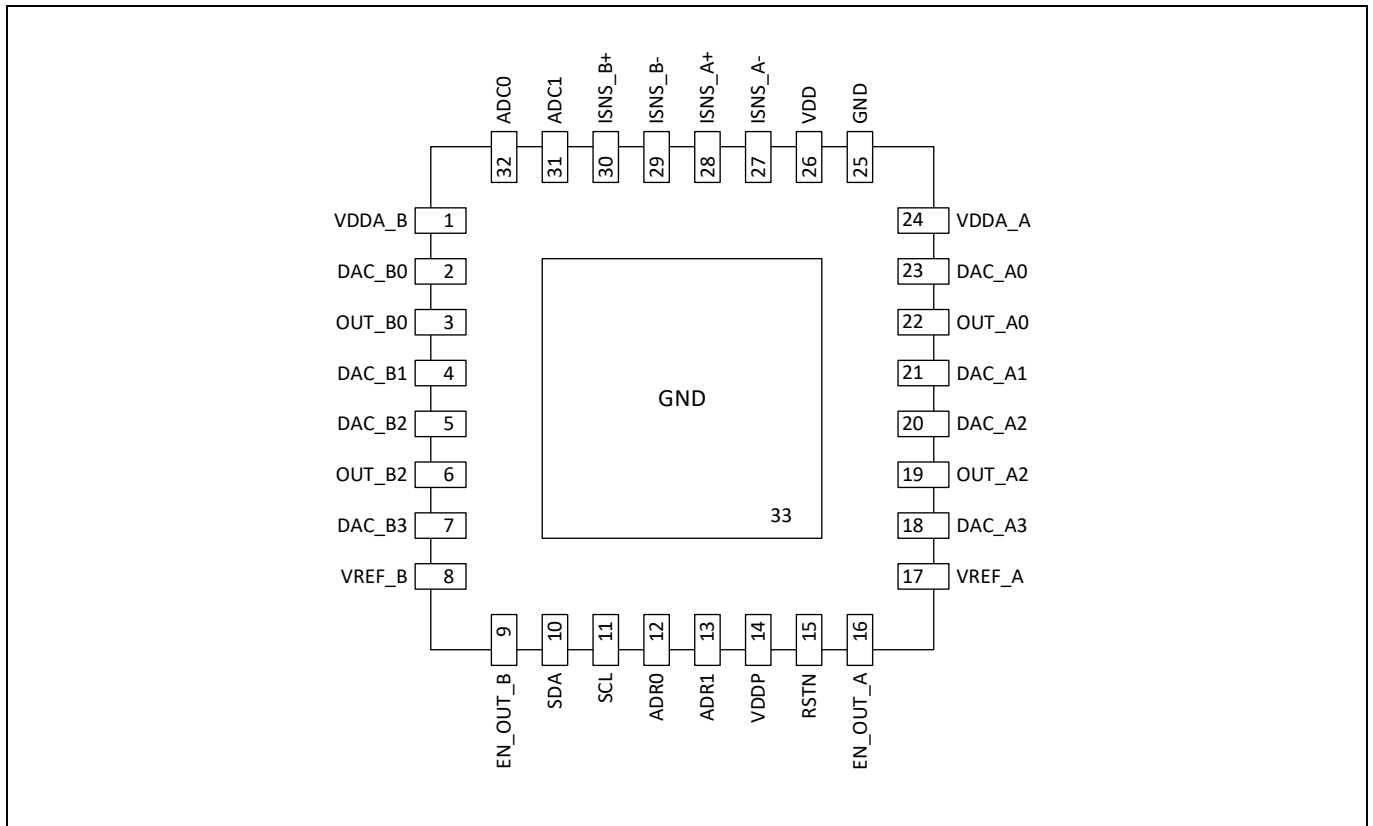 ADC0
ADC1
ISNS_B+
ISNS_B-
ISNS_A+
ISNS_A-
VDD
GND
32
31
30
29
28
27
26
25
VDDA_B 1
24 VDDA_A
DAC_B0 2
23 DAC_A0
OUT_B0 3
22 OUT_A0
DAC_B1 4
21 DAC_A1
GND
DAC_B2 5
20 DAC_A2
OUT_B2 6
19 OUT_A2
33
DAC_B3 7
18 DAC_A3
VREF_B 8
17 VREF_A
9
10
11
12
13
14
15
16
EN_OUT_B
SDA
SCL
ADR0
ADR1
VDDP
RSTN
EN_OUT_A